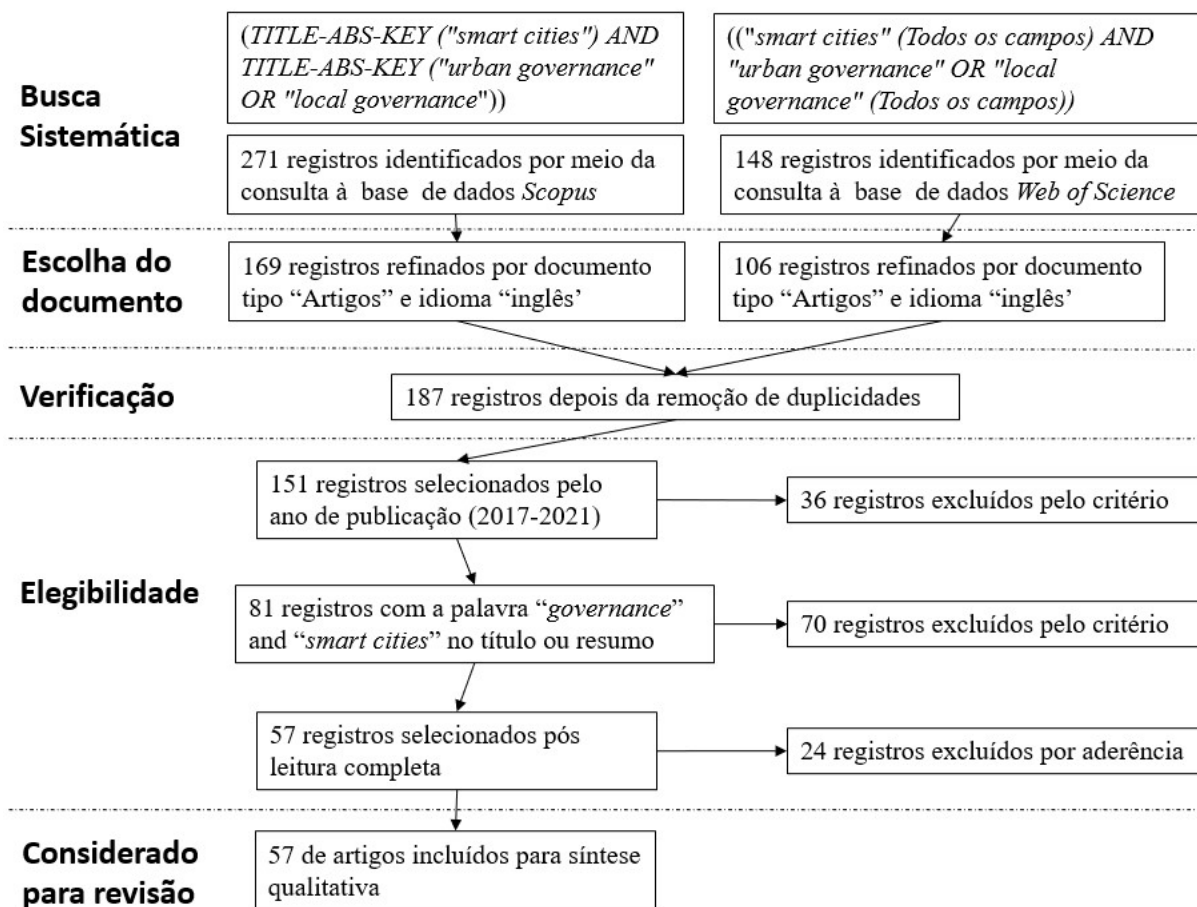 Busca
Sistemática
(TITLE-ABS-KEY ("smart cities") AND
TITLE-ABS-KEY ("urban governance"
OR "local governance"))
(("smart cities" (Todos os campos) AND
"urban governance" OR "local
governance" (Todos os campos))
271 registros identificados por meio da
consulta à base de dados Scopus
148 registros identificados por meio da
consulta à base de dados Web of Science
Escolha do
documento
169 registros refinados por documento
tipo “Artigos” e idioma “inglês’
106 registros refinados por documento
tipo “Artigos” e idioma “inglês’
Verificação
187 registros depois da remoção de duplicidades
Elegibilidade
151 registros selecionados pelo
ano de publicação (2017-2021)
36 registros excluídos pelo critério
81 registros com a palavra “governance”
and “smart cities” no título ou resumo
70 registros excluídos pelo critério
57 registros selecionados pós
leitura completa
24 registros excluídos por aderência
Considerado
para revisão
57 de artigos incluídos para síntese
qualitativa